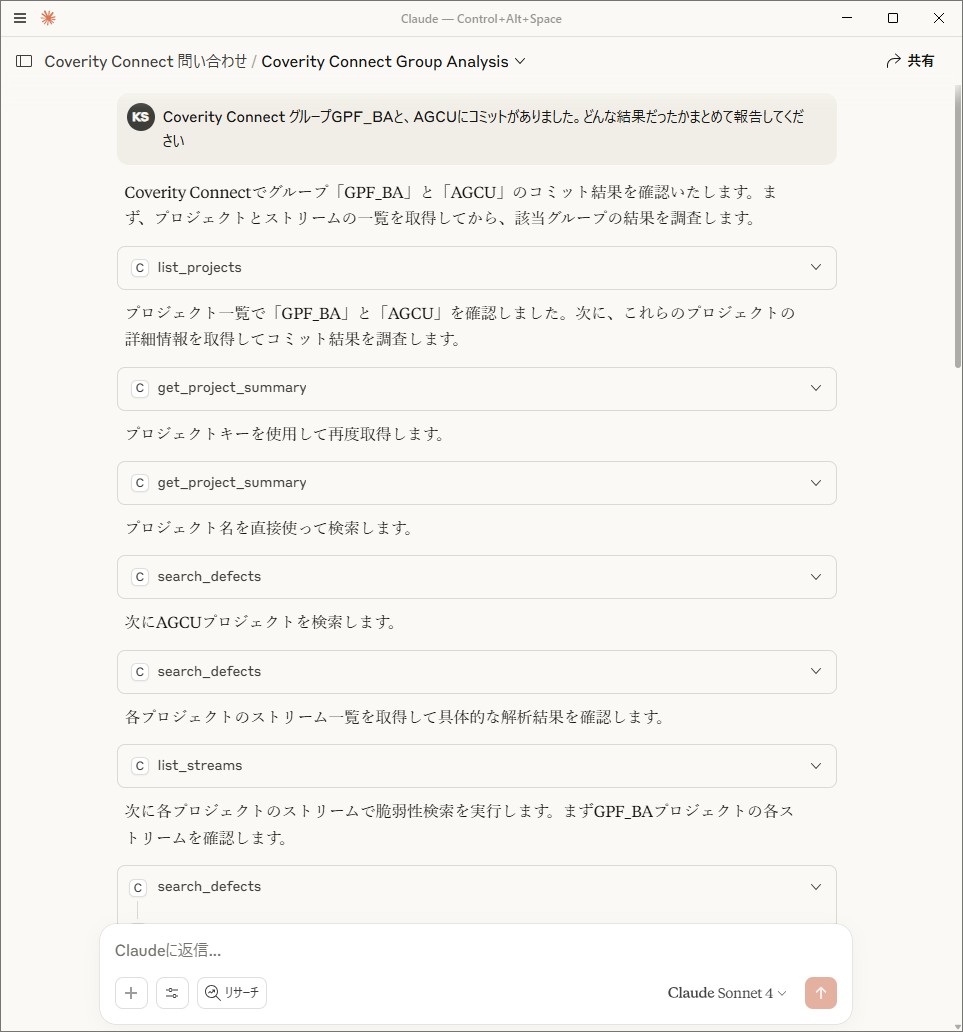 Claude — Control+Alt+Space
Coverity Connect 問い合わせ / Coverity Connect Group Analysis
共有
KS
Coverity Connect グループGPF_BAと、AGCUにコミットがありました。どんな結果だったかまとめて報告してくだ
さい
Coverity Connectでグループ「GPF_BA」と「AGCU」のコミット結果を確認いたします。ま
ず、プロジェクトとストリームの一覧を取得してから、該当グループの結果を調査します。
C list_projects
プロジェクト一覧で「GPF_BA」と「AGCU」を確認しました。次に、これらのプロジェクトの
詳細情報を取得してコミット結果を調査します。
C get_project_summary
プロジェクトキーを使用して再度取得します。
C get_project_summary
プロジェクト名を直接使って検索します。
C search_defects
次にAGCUプロジェクトを検索します。
C search_defects
各プロジェクトのストリーム一覧を取得して具体的な解析結果を確認します。
C list_streams
次に各プロジェクトのストリームで脆弱性検索を実行します。まずGPF_BAプロジェクトの各ス
トリームを確認します。
C search_defects
Claudeに返信...
リサーチ
Claude Sonnet 4